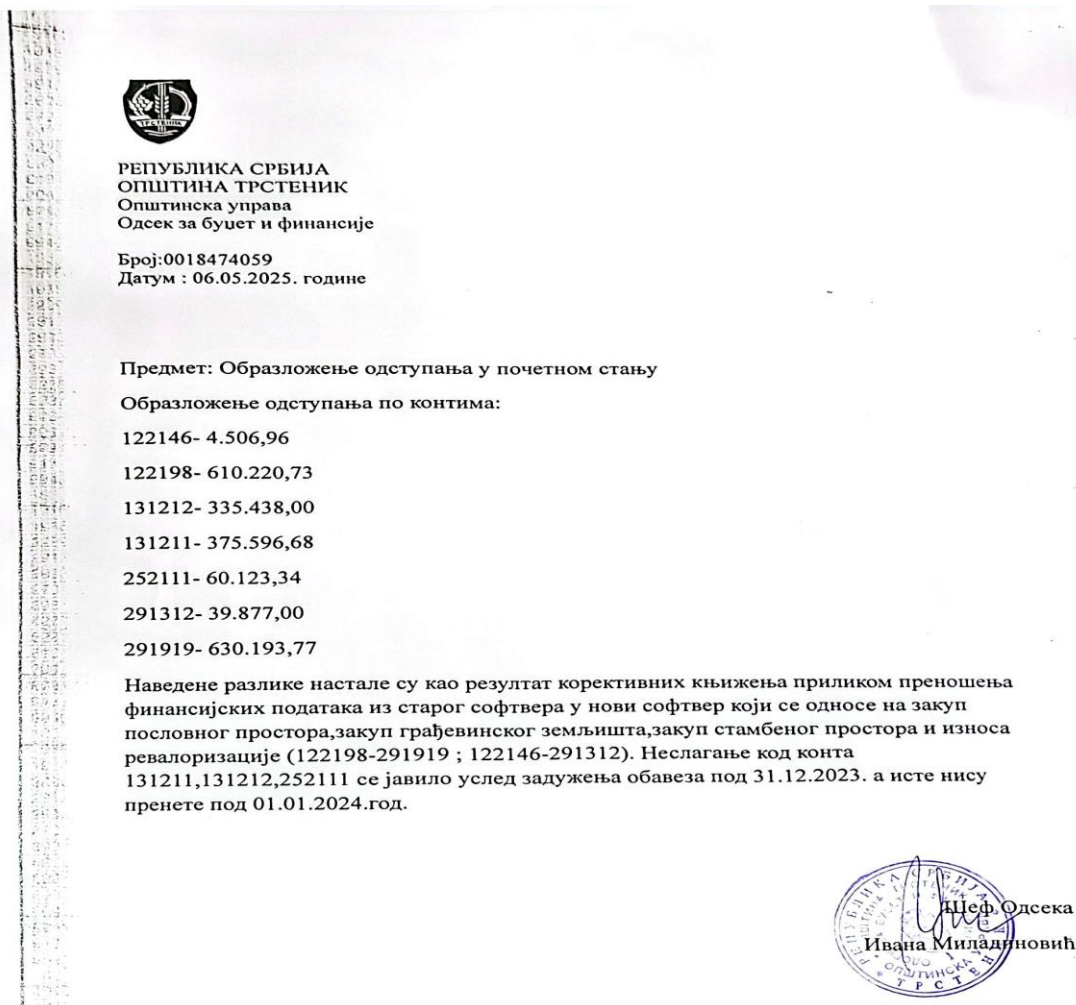 ТРСТЕНИК
РЕПУБЛИКА СРБИЈА
ОПШТИНА ТРСТЕНИК
Општинска управа
Одсек за буџет и финансије
Број:0018474059
Датум : 06.05.2025. године
Предмет: Образложење одступања у почетном стању
Образложење одступања по контима:
122146- 4.506,96
122198- 610.220,73
131212- 335.438,00
131211- 375.596,68
252111- 60.123,34
291312- 39.877,00
291919- 630.193,77
Наведене разлике настале су као резултат корективних књижења приликом преношења
финансијских података из старог софтвера у нови софтвер који се односе на закуп
пословног простора,закуп грађевинског земљишта,закуп стамбеног простора и износа
ревалоризације (122198-291919 ; 122146-291312). Неслагање код конта
131211,131212,252111 се јавило услед задужења обавеза под 31.12.2023. а исте нису
пренете под 01.01.2024.год.
Шеф Одсека
Ивана Миладиновић
РЕПУБЛИКА СРБИЈА
ОПШТИНСКА
ТРСТЕН